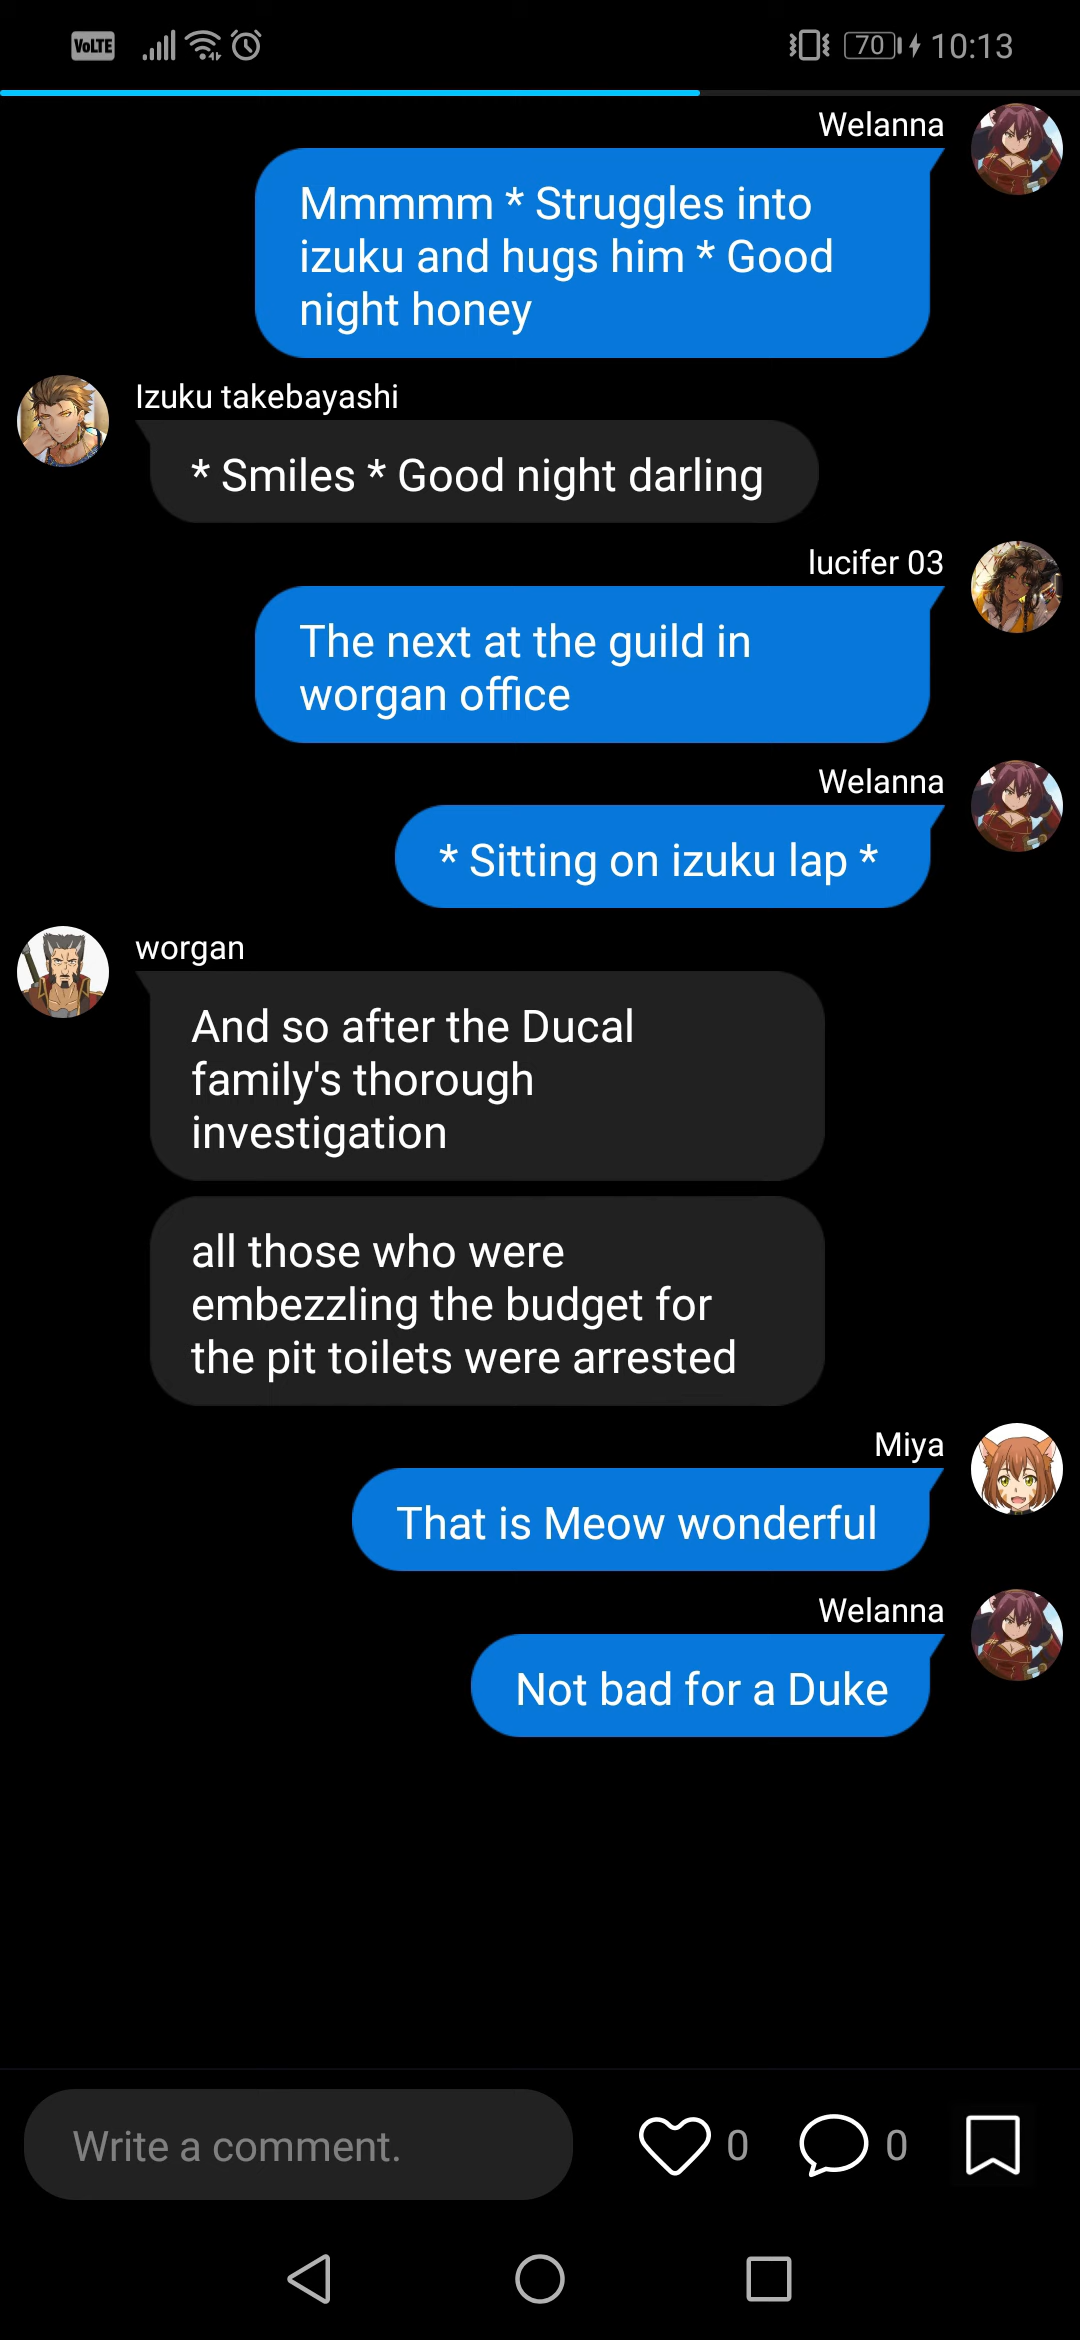 VoLTE
70
10:13
Welanna
Mmmmm * Struggles into
izuku and hugs him * Good
night honey
Izuku takebayashi
* Smiles * Good night darling
lucifer 03
The next at the guild in
worgan office
Welanna
* Sitting on izuku lap *
worgan
And so after the Ducal
family's thorough
investigation
all those who were
embezzling the budget for
the pit toilets were arrested
Miya
That is Meow wonderful
Welanna
Not bad for a Duke
Write a comment.
0
0